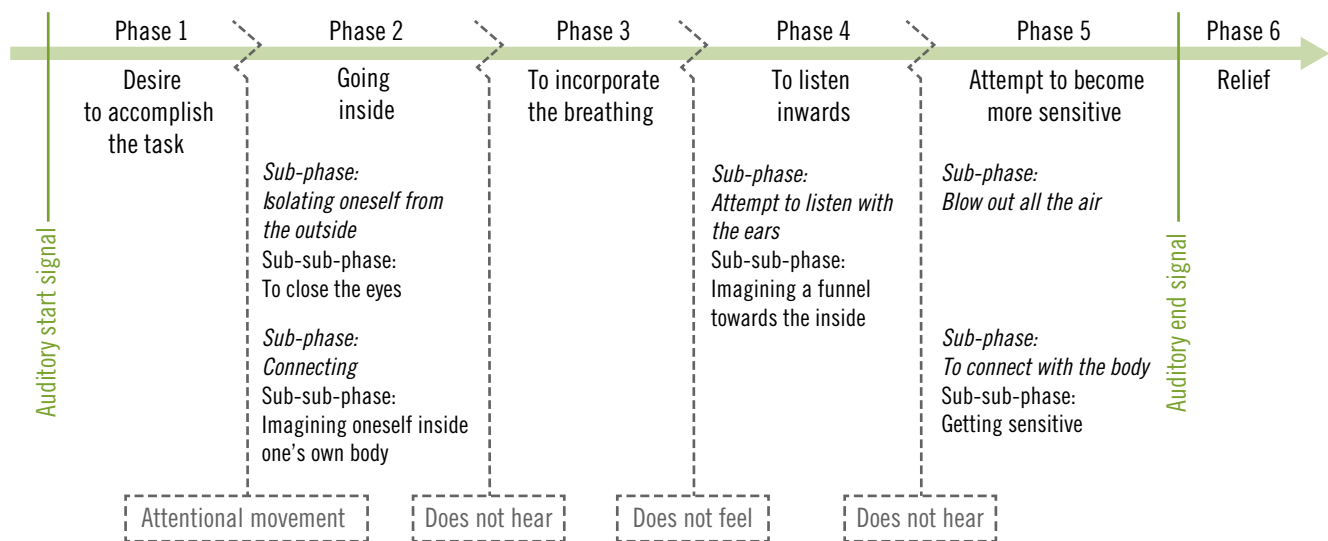 Phase 1
Phase 2
Phase 3
Phase 4
Phase 5
Phase 6
Desire
to accomplish
the task
Going
inside
To incorporate
the breathing
To listen
inwards
Attempt to become
more sensitive
Relief
Auditory start signal
Sub-phase:
Isolating oneself from
the outside
Sub-sub-phase:
To close the eyes
Sub-phase:
Connecting
Sub-sub-phase:
Imagining oneself inside
one's own body
Sub-phase:
Attempt to listen with
the ears
Sub-sub-phase:
Imagining a funnel
towards the inside
Sub-phase:
Blow out all the air
Sub-phase:
To connect with the body
Sub-sub-phase:
Getting sensitive
Auditory end signal
Attentional movement
Does not hear
Does not feel
Does not hear